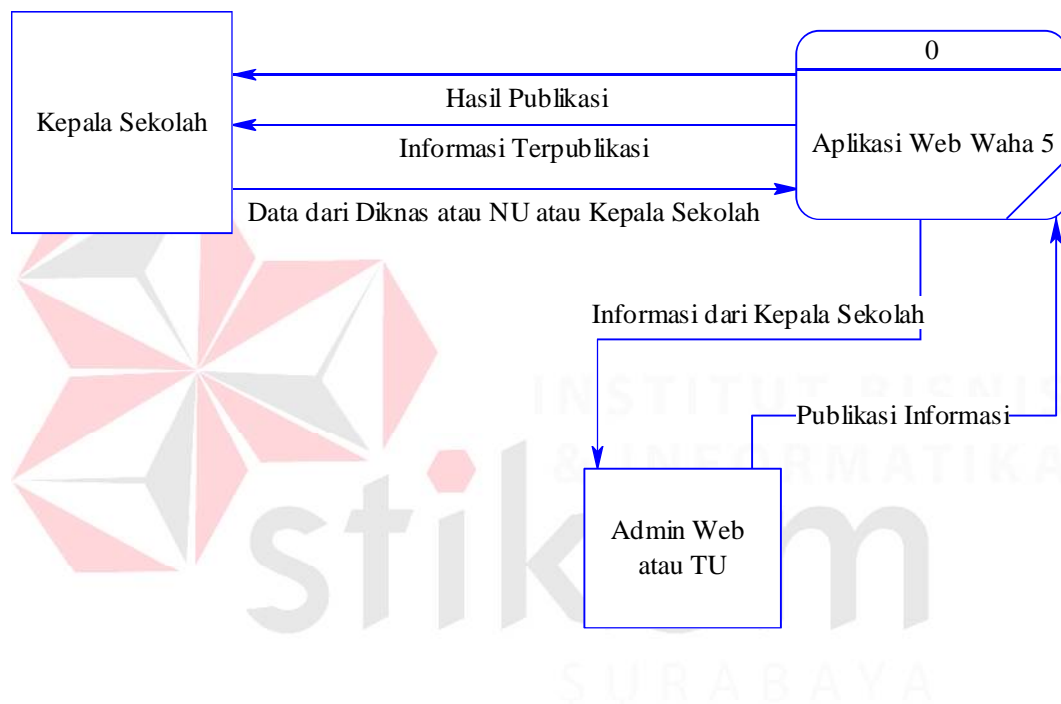 0
Kepala Sekolah
Hasil Publikasi
Aplikasi Web Waha 5
Informasi Terpublikasi
Data dari Diknas atau NU atau Kepala Sekolah
Informasi dari Kepala Sekolah
Publikasi Informasi
Admin Web
atau TU
INSTITUT BISNIS
& INFORMATIKA
stikom
SURABAYA